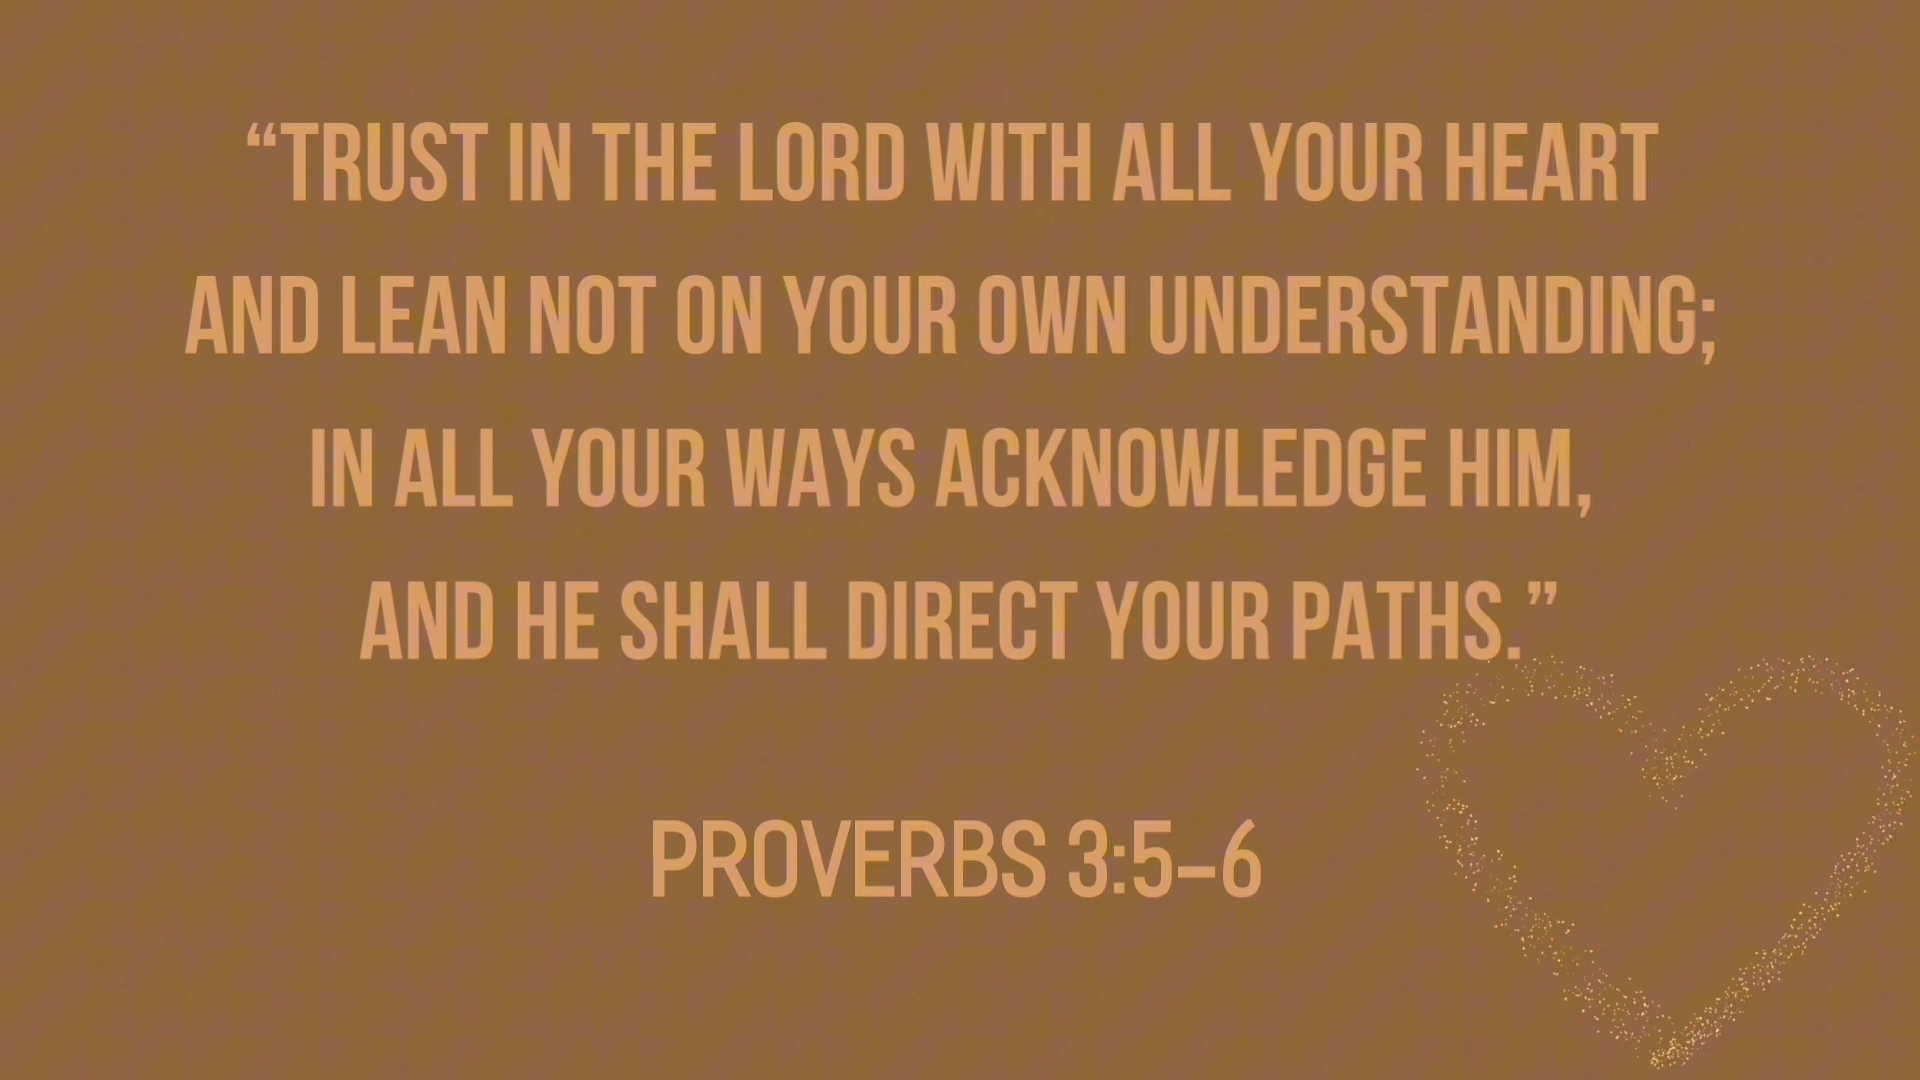 “TRUST IN THE LORD WITH ALL YOUR HEART
AND LEAN NOT ON YOUR OWN UNDERSTANDING;
IN ALL YOUR WAYS ACKNOWLEDGE HIM,
AND HE SHALL DIRECT YOUR PATHS.”
PROVERBS 3:5–6